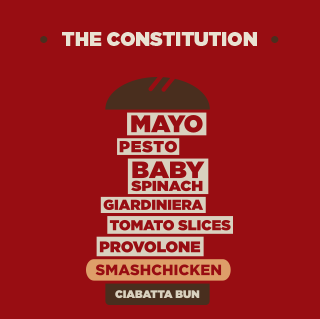 THE CONSTITUTION
MAYO
PESTO
BABY
SPINACH
GIARDINIERA
TOMATO SLICES
PROVOLONE
SMASHCHICKEN
CIABATTA BUN